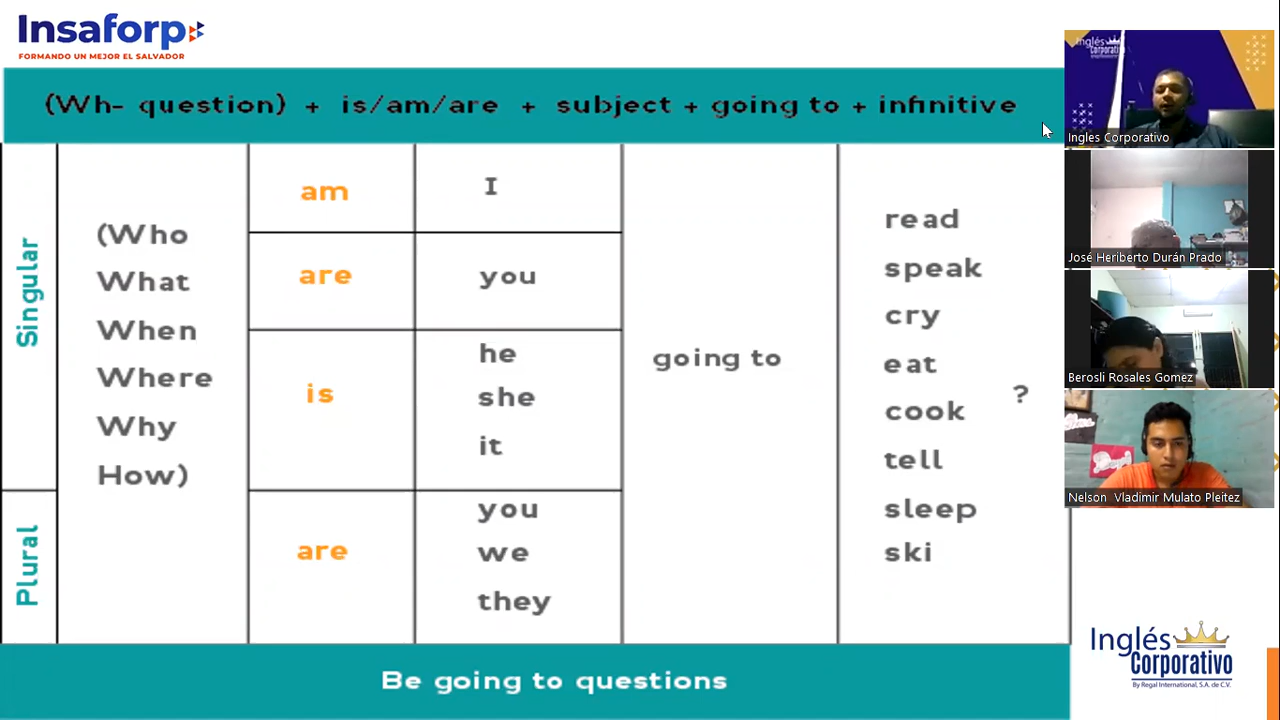 Insaforp
FORMANDO UN MEJOR EL SALVADOR
(Wh- question) + is/am/are + subject + going to + infinitive
Singular
Plural
(Who
What
When
Where
Why
How)
am
are
is
are
I
you
he
she
it
you
we
they
going to
read
speak
cry
eat
cook
tell
sleep
ski
?
Be going to questions
Inglés
Corporativo
Ingles Corporativo
José Heriberto Durán Prado
Berosli Rosales Gomez
Nelson Vladimir Mulato Pleitez
Inglés
Corporativo
By Regal International, S.A. de C.V.